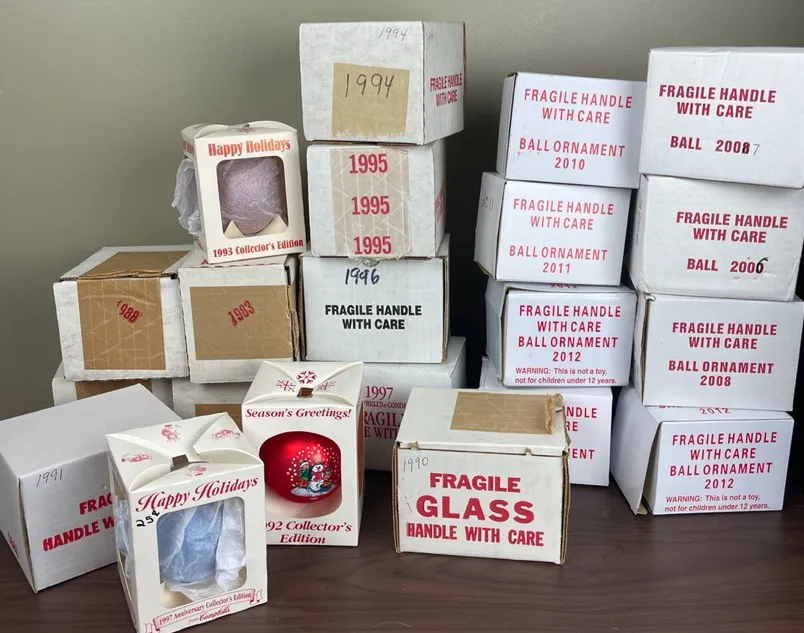 1994
1994
FRAGILE HANDLE
WITH CARE
Happy Holidays
1993 Collector's Edition
1995
1995
1995
1996
FRAGILE HANDLE
WITH CARE
1988
1983
1997
1991
HANDLE
Happy Holidays
25¢
1997 Anniversary Collector's Edition
from Campbell's
Season's Greetings!
Collector's
Edition
1990
FRAGILE
GLASS
HANDLE WITH CARE
FRAGILE HANDLE
WITH CARE
BALL ORNAMENT
2010
2011
FRAGILE HANDLE
WITH CARE
BALL ORNAMENT
2011
FRAGILE HANDLE
WITH CARE
BALL ORNAMENT
2012
WARNING: This is not a toy,
not for children under 12 years.
FRAGILE HANDLE
WITH CARE
BALL 2007
FRAGILE HANDLE
WITH CARE
BALL 2006
FRAGILE HANDLE
WITH CARE
BALL ORNAMENT
2008
2012
FRAGILE HANDLE
WITH CARE
BALL ORNAMENT
2012
WARNING: This is not a toy,
not for children under 12 years.